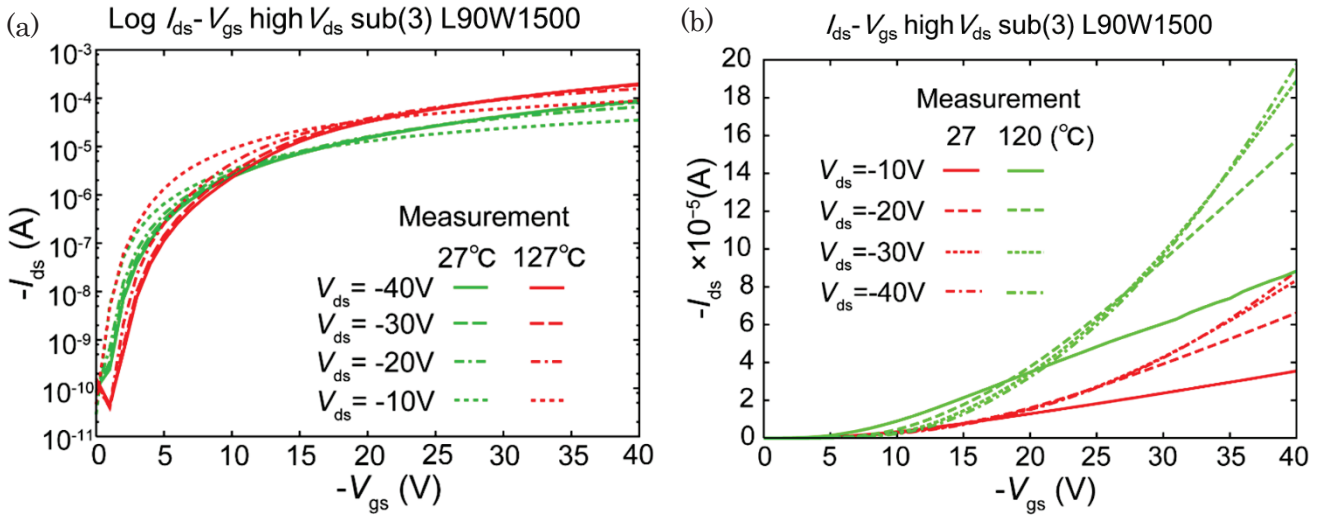 (a)
Log Ids-Vgs high Vds sub(3) L90W1500
10-3
10-4
10-5
10-6
10-7
10-8
10-9
10-10
10-11
-Ids (A)
Measurement
27°C 127°C
Vds= -40V
Vds= -30V
Vds= -20V
Vds= -10V
0 5 10 15 20 25 30 35 40
-Vgs (V)
(b)
Ids-Vgs high Vds sub(3) L90W1500
20
18
16
14
12
10
8
6
4
2
0
-Ids ×10−5(A)
Measurement
27 120 (°C)
Vds=-10V
Vds=-20V
Vds=-30V
Vds=-40V
0 5 10 15 20 25 30 35 40
-Vgs (V)